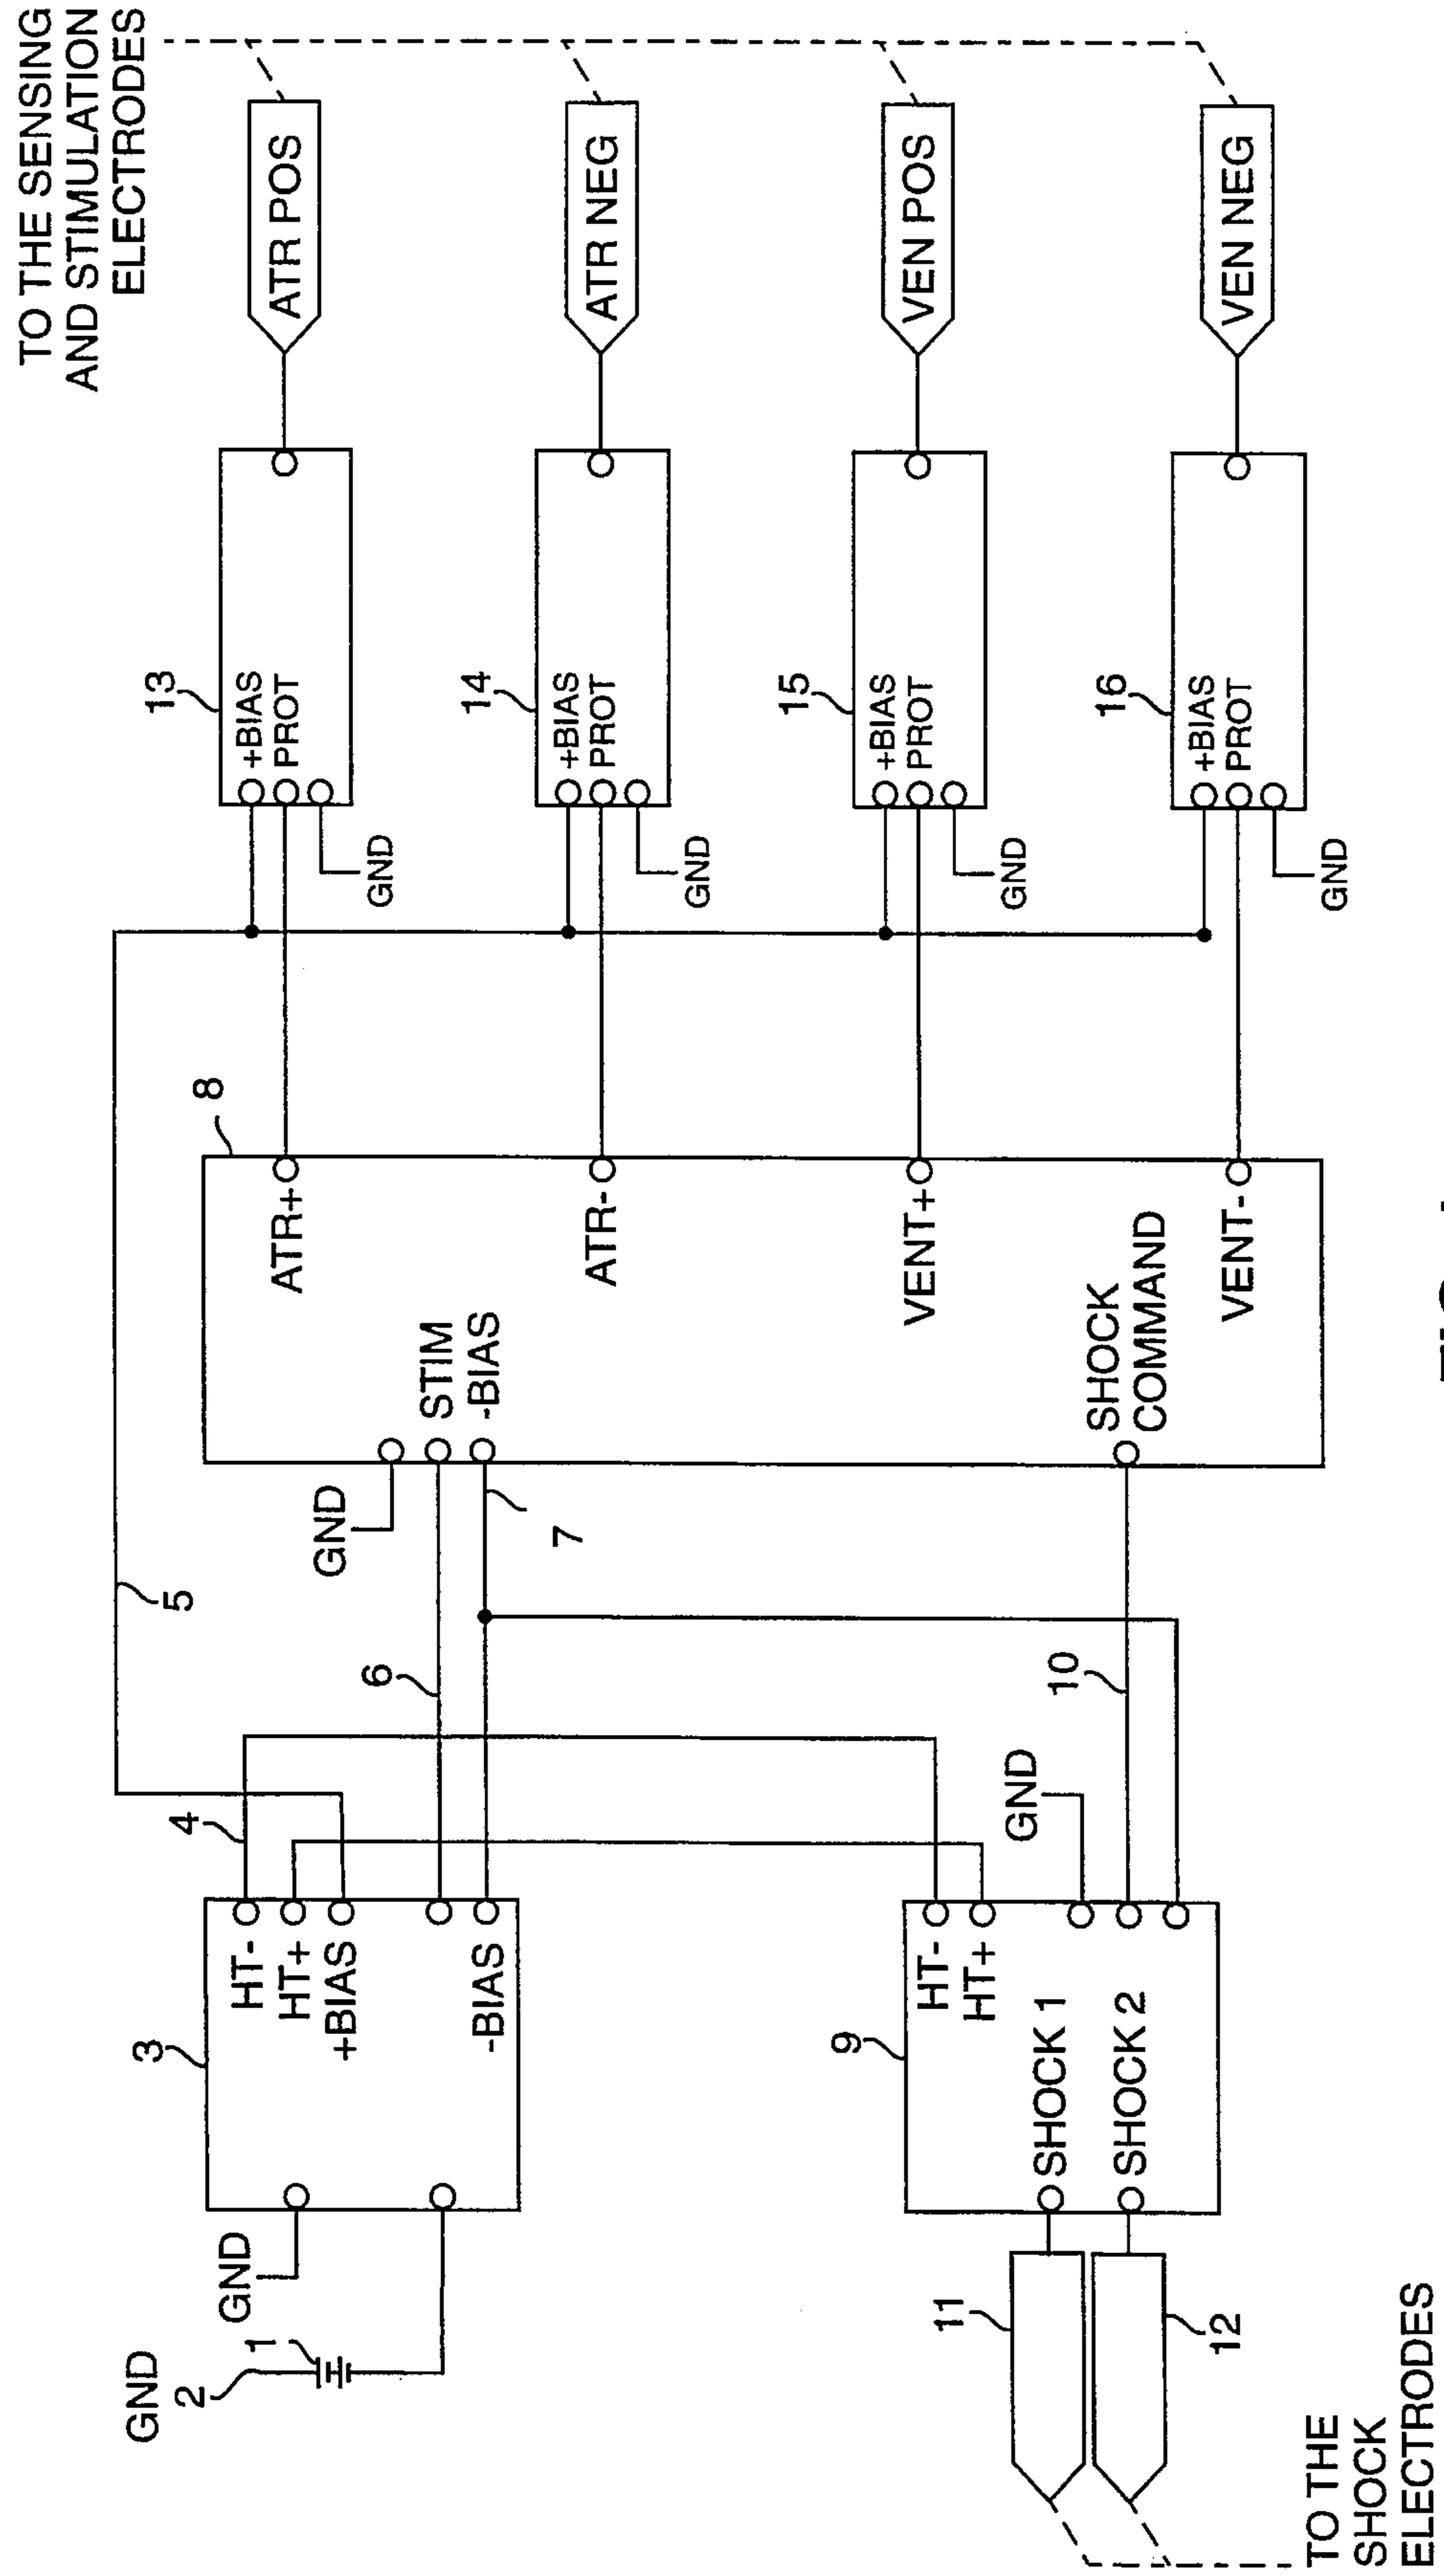 TO THE SENSING
AND STIMULATION
ELECTRODES
ATR POS
ATR NEG
VEN POS
VEN NEG
13
+BIAS
PROT
GND
14
+BIAS
PROT
GND
15
+BIAS
PROT
GND
16
+BIAS
PROT
GND
8
ATR+
ATR-
VENT+
VENT-
STIM
-BIAS
SHOCK
COMMAND
GND
7
5
6
10
4
GND
3
HT-
HT+
+BIAS
-BIAS
9
HT-
HT+
SHOCK 1
SHOCK 2
GND
1
GND
2
11
12
TO THE
SHOCK
ELECTRODES